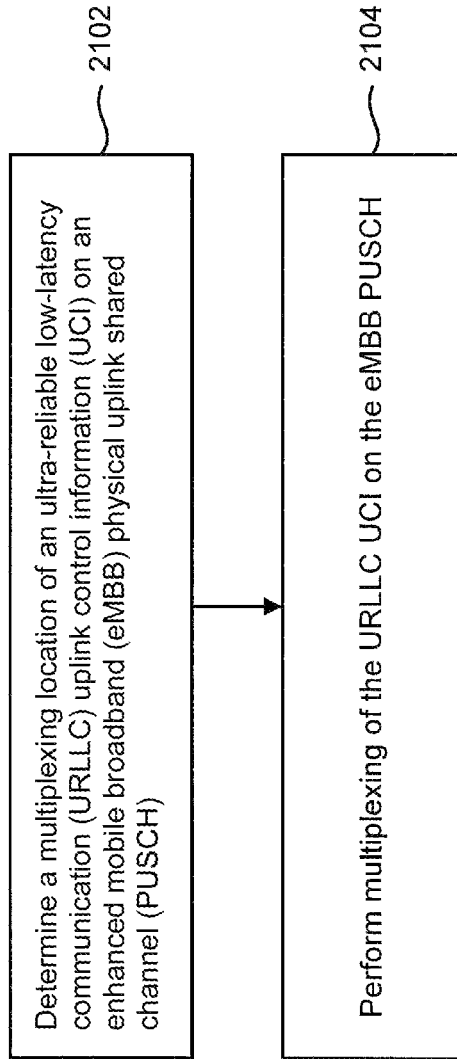 Determine a multiplexing location of an ultra-reliable low-latency
communication (URLLC) uplink control information (UCI) on an
enhanced mobile broadband (eMBB) physical uplink shared
channel (PUSCH)
2102
Perform multiplexing of the URLLC UCI on the eMBB PUSCH
2104